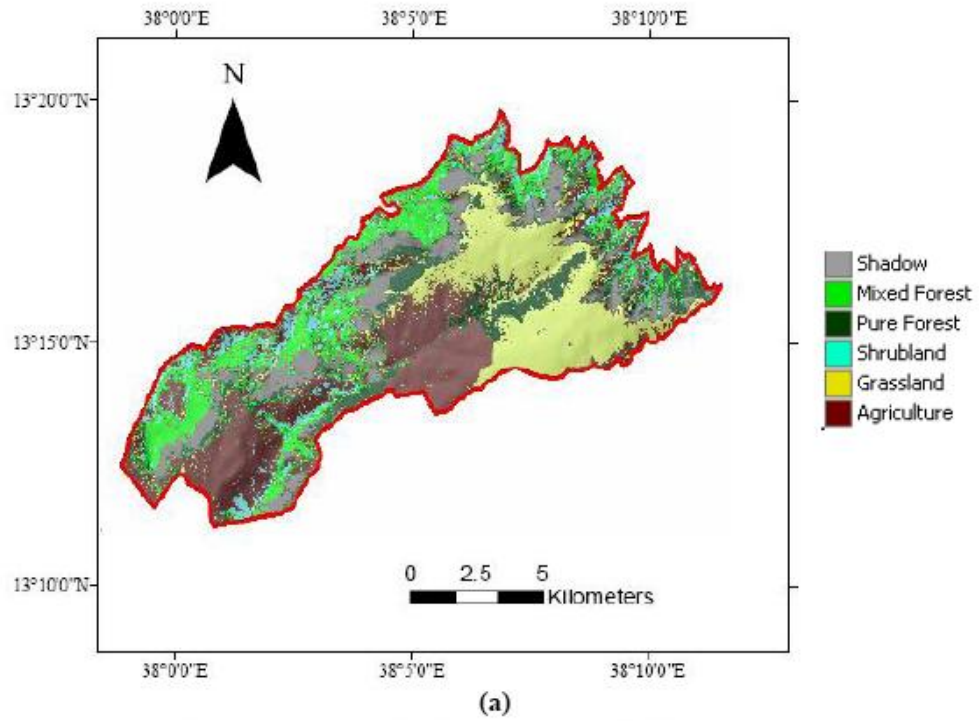 38°0'0"E 38°5'0"E 38°10'0"E
N
13°20'0"N
Shadow
Mixed Forest
Pure Forest
Shrubland
Grassland
Agriculture
13°15'0"N
13°10'0"N
0 2.5 5
Kilometers
38°0'0"E 38°5'0"E 38°10'0"E
(a)